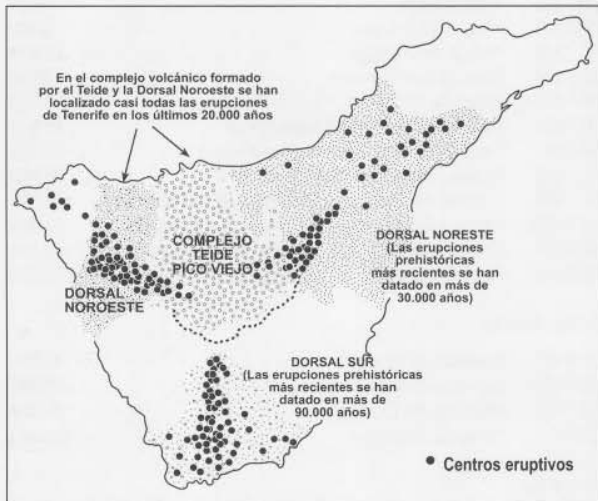 En el complejo volcánico formado
por el Teide y la Dorsal Noroeste se han
localizado casi todas las erupciones
de Tenerife en los últimos 20.000 años
COMPLEJO
TEIDE
PICO VIEJO
DORSAL
NOROESTE
DORSAL NORESTE
(Las erupciones
prehistóricas
más recientes se han
datado en más de
30.000 años)
DORSAL SUR
(Las erupciones prehistóricas
más recientes se han
datado en más de
90.000 años)
Centros eruptivos